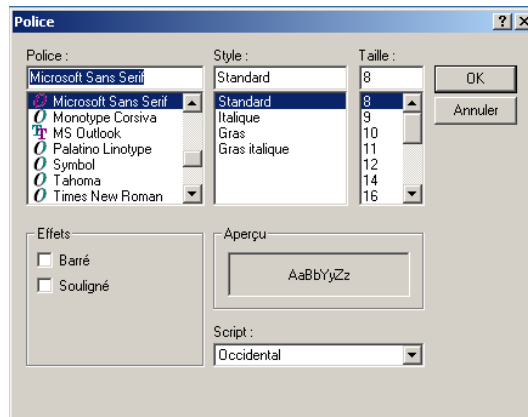 Police
Police :
Style :
Taille :
Microsoft Sans Serif
Standard
8
OK
Microsoft Sans Serif
Monotype Corsiva
MS Outlook
Palatino Linotype
Symbol
Tahoma
Times New Roman
Standard
Italique
Gras
Gras italique
8
9
10
11
12
14
16
Annuler
Effets
Barré
Souligné
Aperçu
AaBbYyZz
Script :
Occidental